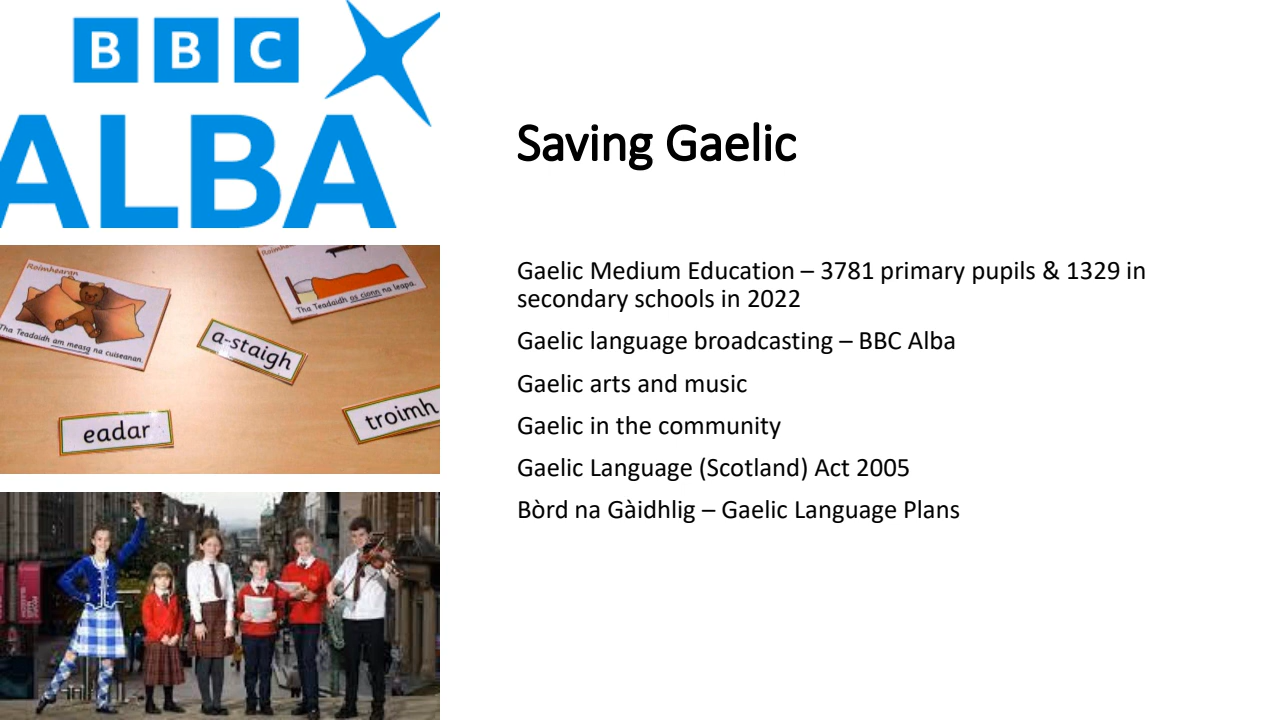 BBC
ALBA
Saving Gaelic
Gaelic Medium Education – 3781 primary pupils & 1329 in
secondary schools in 2022
Gaelic language broadcasting – BBC Alba
Gaelic arts and music
Gaelic in the community
Gaelic Language (Scotland) Act 2005
Bòrd na Gàidhlig – Gaelic Language Plans
Roimhearan
Tha Teadaidh am measg na cuiseanan.
Tha Teadaidh os cionn na leapa.
a-staigh
eadar
troimh